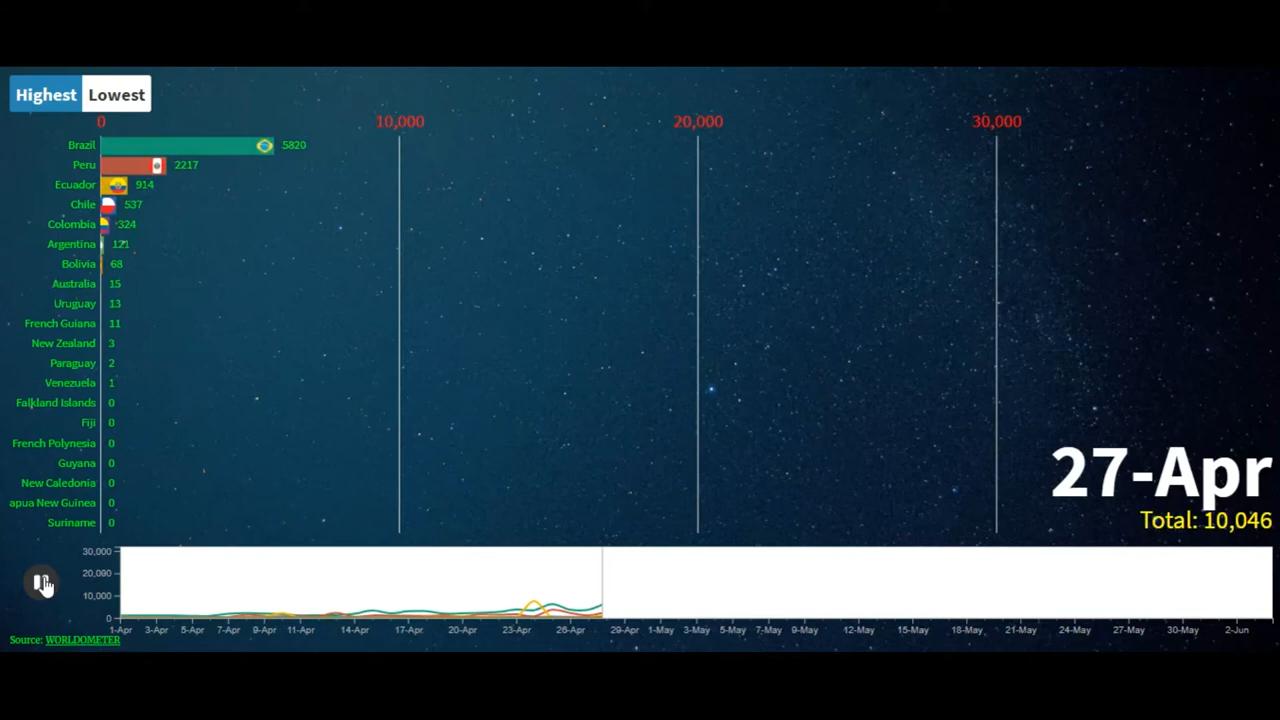 Highest Lowest
0 10,000 20,000 30,000
Brazil 5820
Peru 2217
Ecuador 914
Chile 537
Colombia 324
Argentina 121
Bolivia 68
Australia 15
Uruguay 13
French Guiana 11
New Zealand 3
Paraguay 2
Venezuela 1
Falkland Islands 0
Fiji 0
French Polynesia 0
Guyana 0
New Caledonia 0
apua New Guinea 0
Suriname 0
27-Apr
Total: 10,046
30,000
20,000
10,000
0
1-Apr 3-Apr 5-Apr 7-Apr 9-Apr 11-Apr 14-Apr 17-Apr 20-Apr 23-Apr 26-Apr 29-Apr 1-May 3-May 5-May 7-May 9-May 12-May 15-May 18-May 21-May 24-May 27-May 30-May 2-Jun
Source: WORLDOMETER